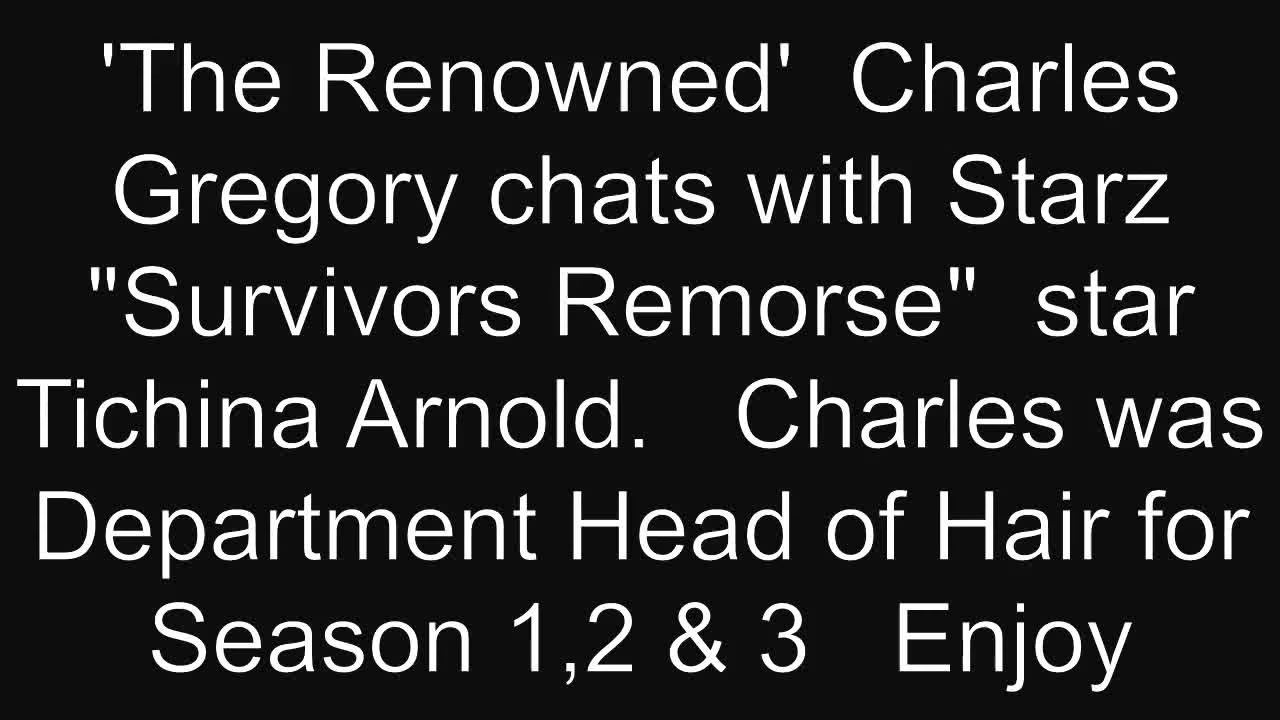 'The Renowned'  Charles
Gregory chats with Starz
"Survivors Remorse"  star
Tichina Arnold.   Charles was
Department Head of Hair for
Season 1,2 & 3   Enjoy